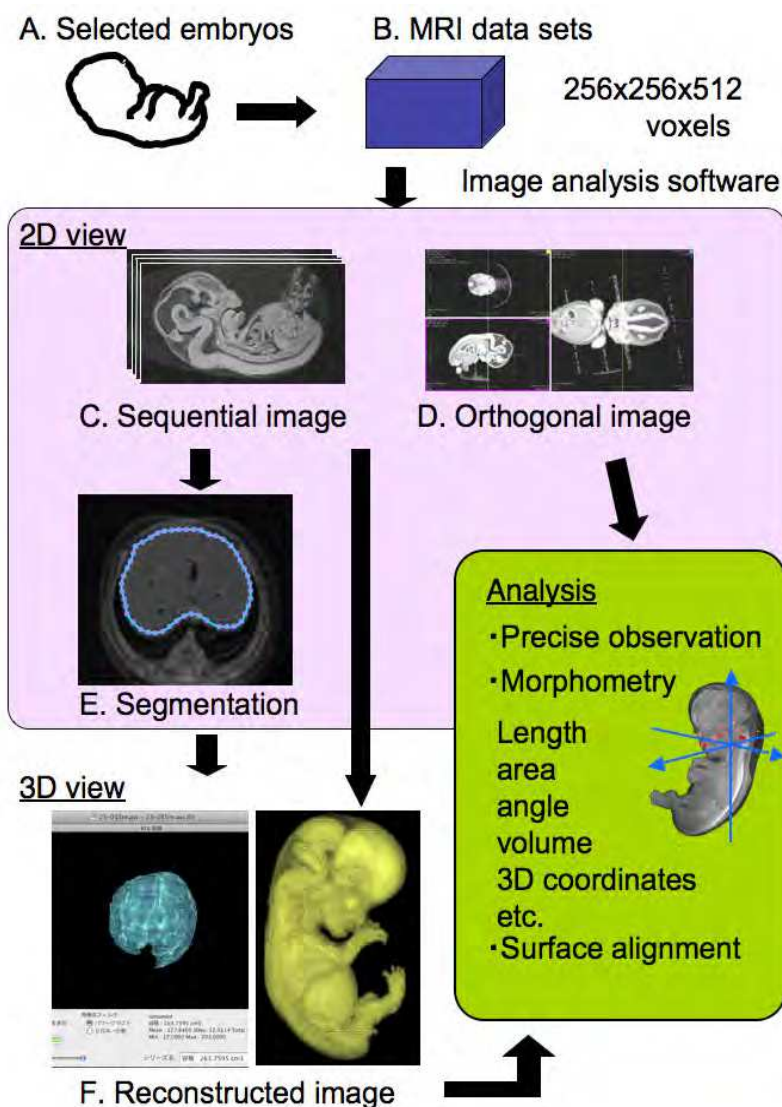 A. Selected embryos
B. MRI data sets
256x256x512
voxels
Image analysis software
2D view
C. Sequential image
D. Orthogonal image
E. Segmentation
Analysis
・Precise observation
・Morphometry
Length
area
angle
volume
3D coordinates
etc.
・Surface alignment
3D view
F. Reconstructed image